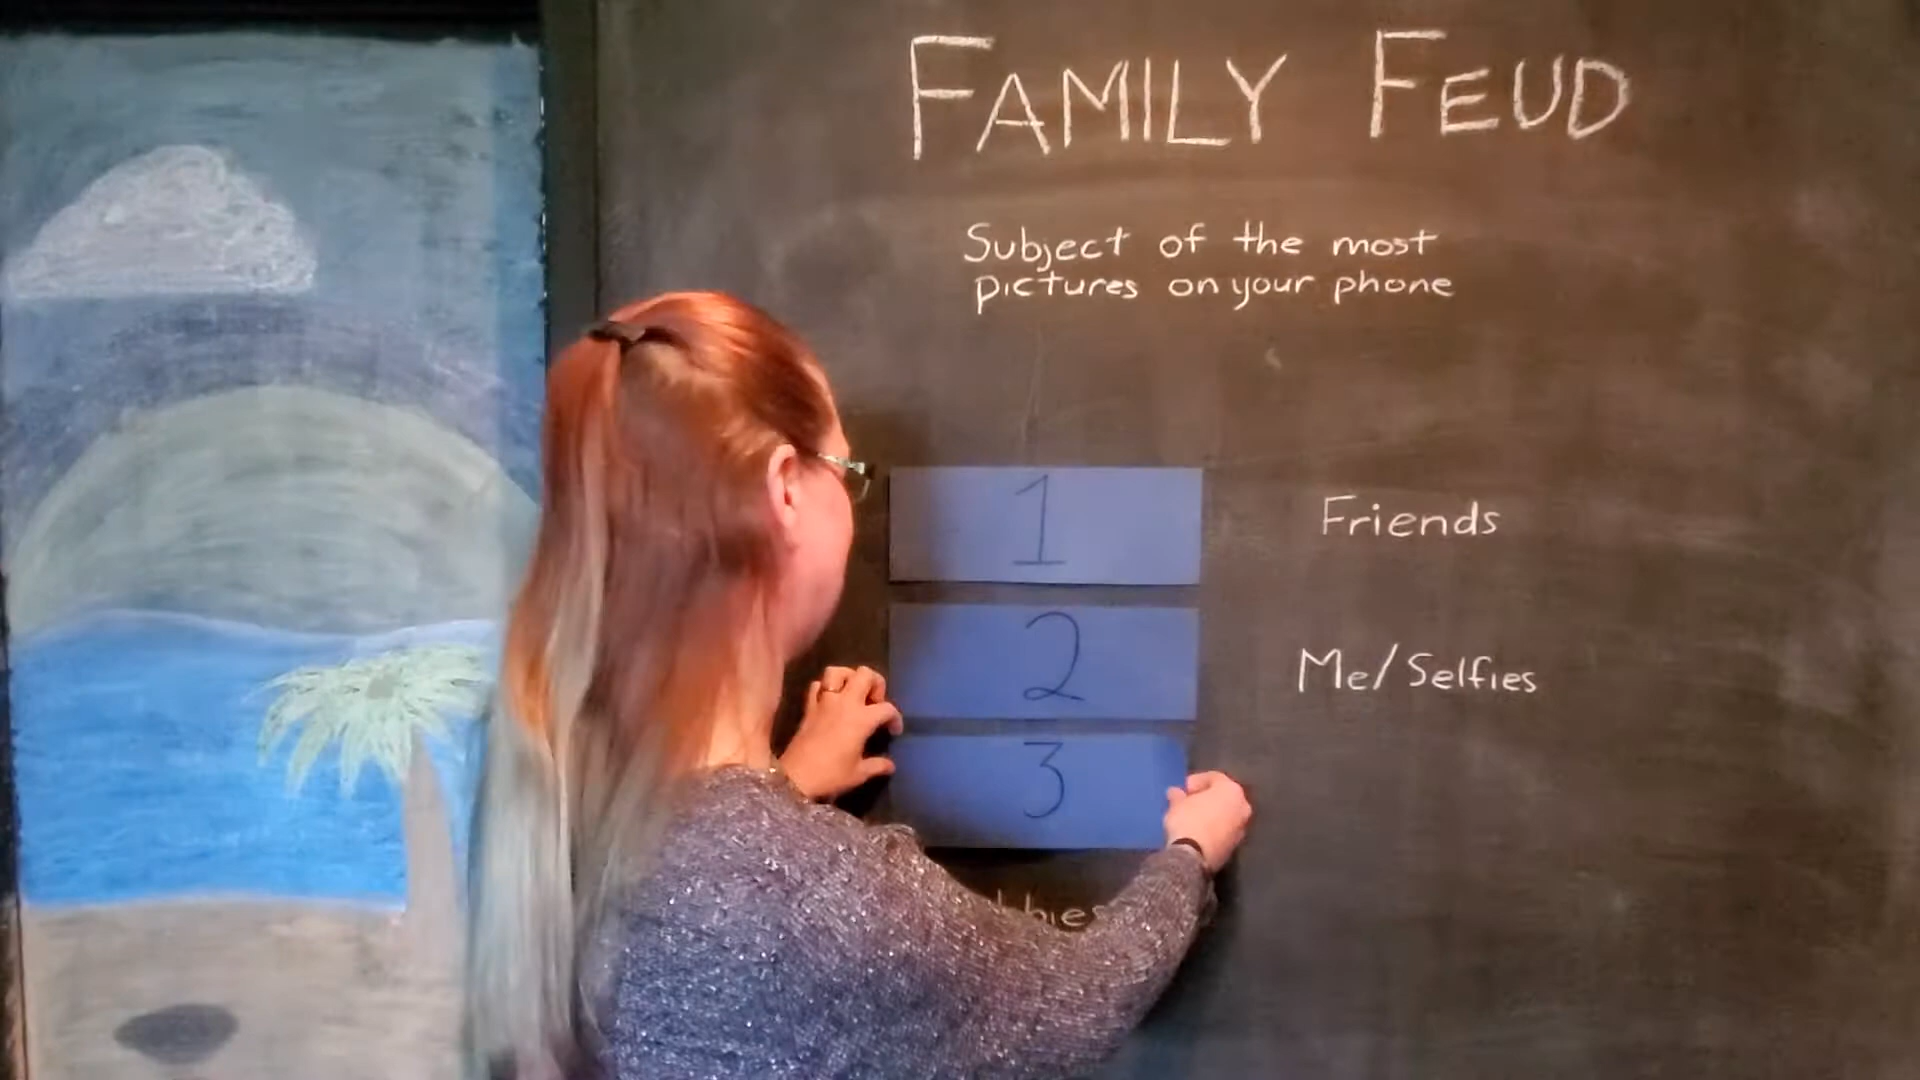 FAMILY FEUD
Subject of the most
pictures on your phone
1
Friends
2
Me/Selfies
3